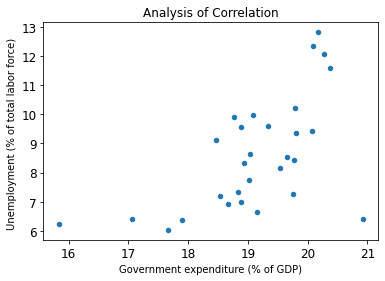 Analysis of Correlation
13
12
11
10
9
8
7
6
Unemployment (% of total labor force)
16 17 18 19 20 21
Government expenditure (% of GDP)